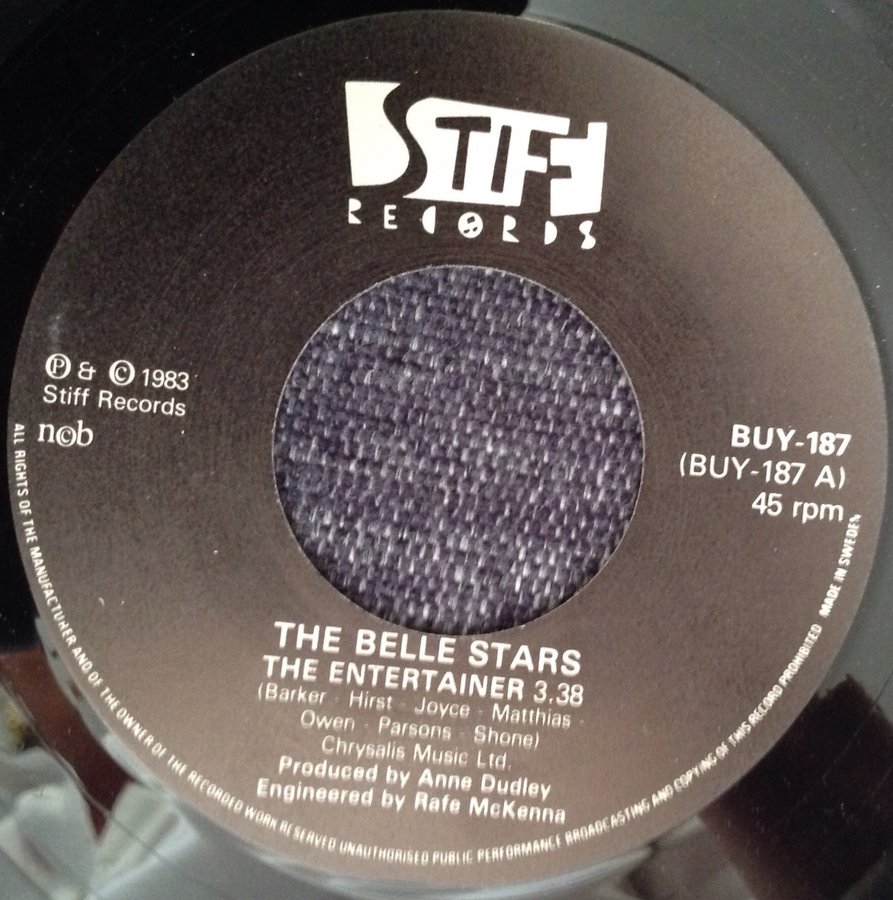 STIFF
RECORDS
Ⓟ & © 1983
Stiff Records
n©b
BUY-187
(BUY-187 A)
45 rpm
THE BELLE STARS
THE ENTERTAINER 3.38
(Barker - Hirst - Joyce - Matthias -
Owen - Parsons - Shone)
Chrysalis Music Ltd.
Produced by Anne Dudley
Engineered by Rafe McKenna
ALL RIGHTS OF THE MANUFACTURER AND OF THE OWNER OF THE RECORDED WORK RESERVED UNAUTHORISED PUBLIC PERFORMANCE BROADCASTING AND COPYING OF THIS RECORD PROHIBITED MADE IN SWEDEN